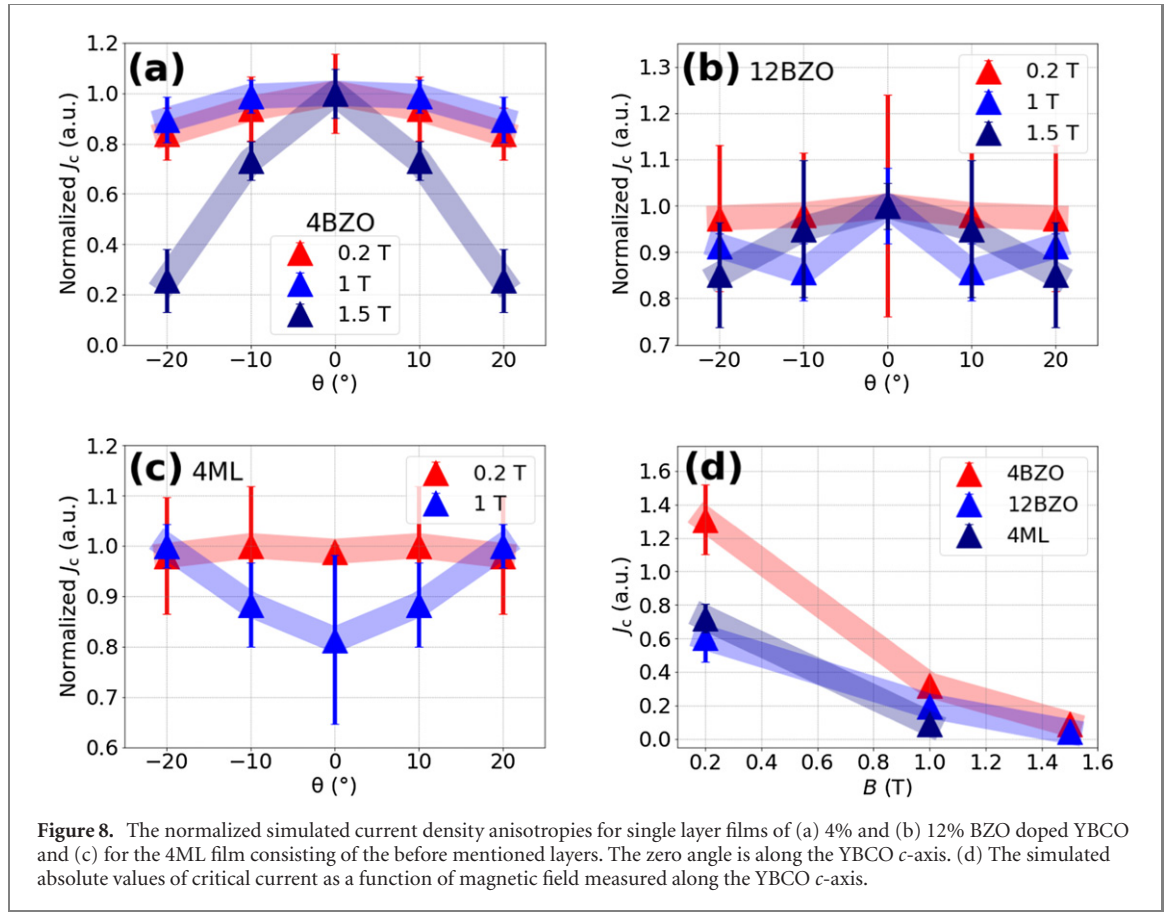 (a)
1.2
1.0
0.8
0.6
0.4
0.2
0.0
Normalized Jc (a.u.)
4BZO
0.2 T
1 T
1.5 T
−20 −10 0 10 20
θ (°)
(b) 12BZO
1.3
1.2
1.1
1.0
0.9
0.8
0.7
Normalized Jc (a.u.)
0.2 T
1 T
1.5 T
−20 −10 0 10 20
θ (°)
(c) 4ML
1.2
1.1
1.0
0.9
0.8
0.7
0.6
Normalized Jc (a.u.)
0.2 T
1 T
−20 −10 0 10 20
θ (°)
(d)
1.6
1.4
1.2
1.0
0.8
0.6
0.4
0.2
0.0
Jc (a.u.)
4BZO
12BZO
4ML
0.2 0.4 0.6 0.8 1.0 1.2 1.4 1.6
B (T)
Figure 8. The normalized simulated current density anisotropies for single layer films of (a) 4% and (b) 12% BZO doped YBCO
and (c) for the 4ML film consisting of the before mentioned layers. The zero angle is along the YBCO c-axis. (d) The simulated
absolute values of critical current as a function of magnetic field measured along the YBCO c-axis.